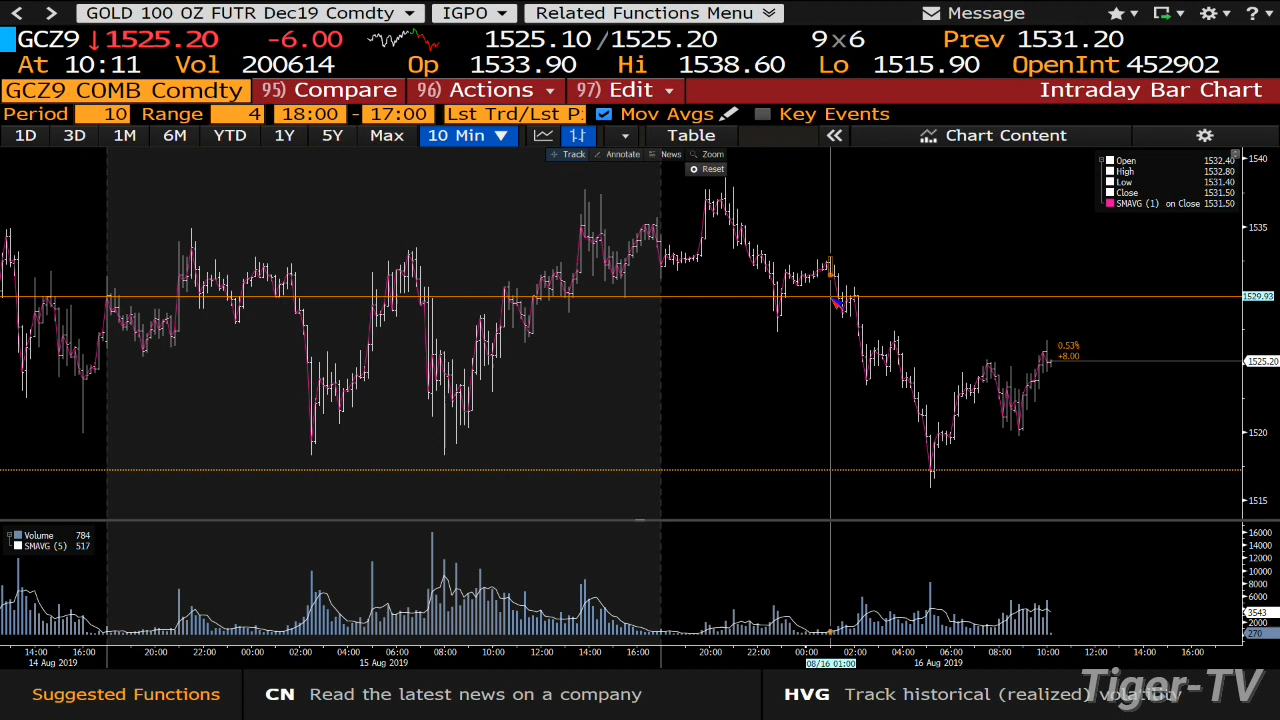 GOLD 100 OZ FUTR Dec19 Comdty IGPO Related Functions Menu Message ?
GCZ9 ↓1525.20 -6.00 1525.10/1525.20 9×6 Prev 1531.20
At 10:11 Vol 200614 Op 1533.90 Hi 1538.60 Lo 1515.90 OpenInt 452902
GCZ9 COMB Comdty 95) Compare 96) Actions 97) Edit Intraday Bar Chart
Period 10 Range 4 18:00 - 17:00 Lst Trd/Lst P Mov Avgs Key Events
1D 3D 1M 6M YTD 1Y 5Y Max 10 Min ▼ Table « Chart Content
Track Annotate News Zoom
Reset
Open 1532.40
High 1532.80
Low 1531.40
Close 1531.50
SMAVG (1) on Close 1531.50
1540
1535
1529.93
0.53%
+8.00
1525.20
1520
1515
Volume 784
SMAVG (5) 517
16000
14000
12000
10000
8000
6000
3543
2000
270
14:00 16:00 20:00 22:00 00:00 02:00 04:00 06:00 08:00 10:00 12:00 14:00 16:00 20:00 22:00 02:00 04:00 06:00 08:00 10:00 12:00 14:00 16:00
14 Aug 2019 15 Aug 2019 08/16 01:00 16 Aug 2019
Suggested Functions CN Read the latest news on a company HVG Track historical (realized) volatility
Tiger-TV